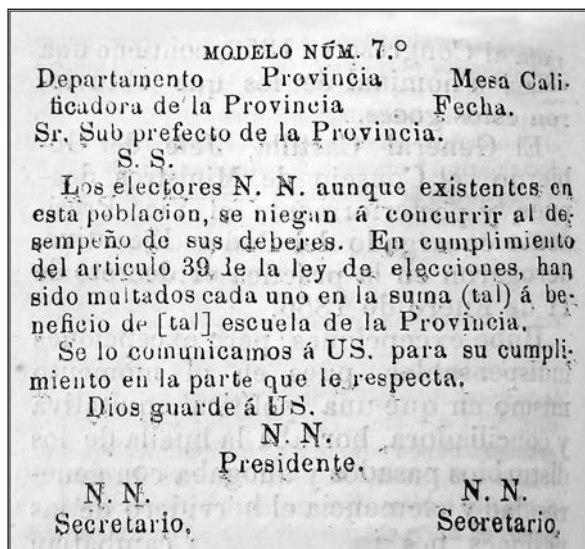 MODELO NÚM. 7.º
Departamento Provincia Mesa Cali-
ficadora de la Provincia Fecha.
Sr. Subprefecto de la Provincia.
S. S.
Los electores N. N. aunque existentes en
esta poblacion, se niegan á concurrir al de-
sempeño de sus deberes. En cumplimiento
del articulo 39 de la ley de elecciones, han
sido multados cada uno en la suma (tal) á be-
neficio de [tal] escuela de la Provincia.
Se lo comunicamos á US. para su cumpli-
miento en la parte que le respecta,
Dios guarde á US.
N. N.
Presidente.
N. N. N. N.
Secretario, Secretario,